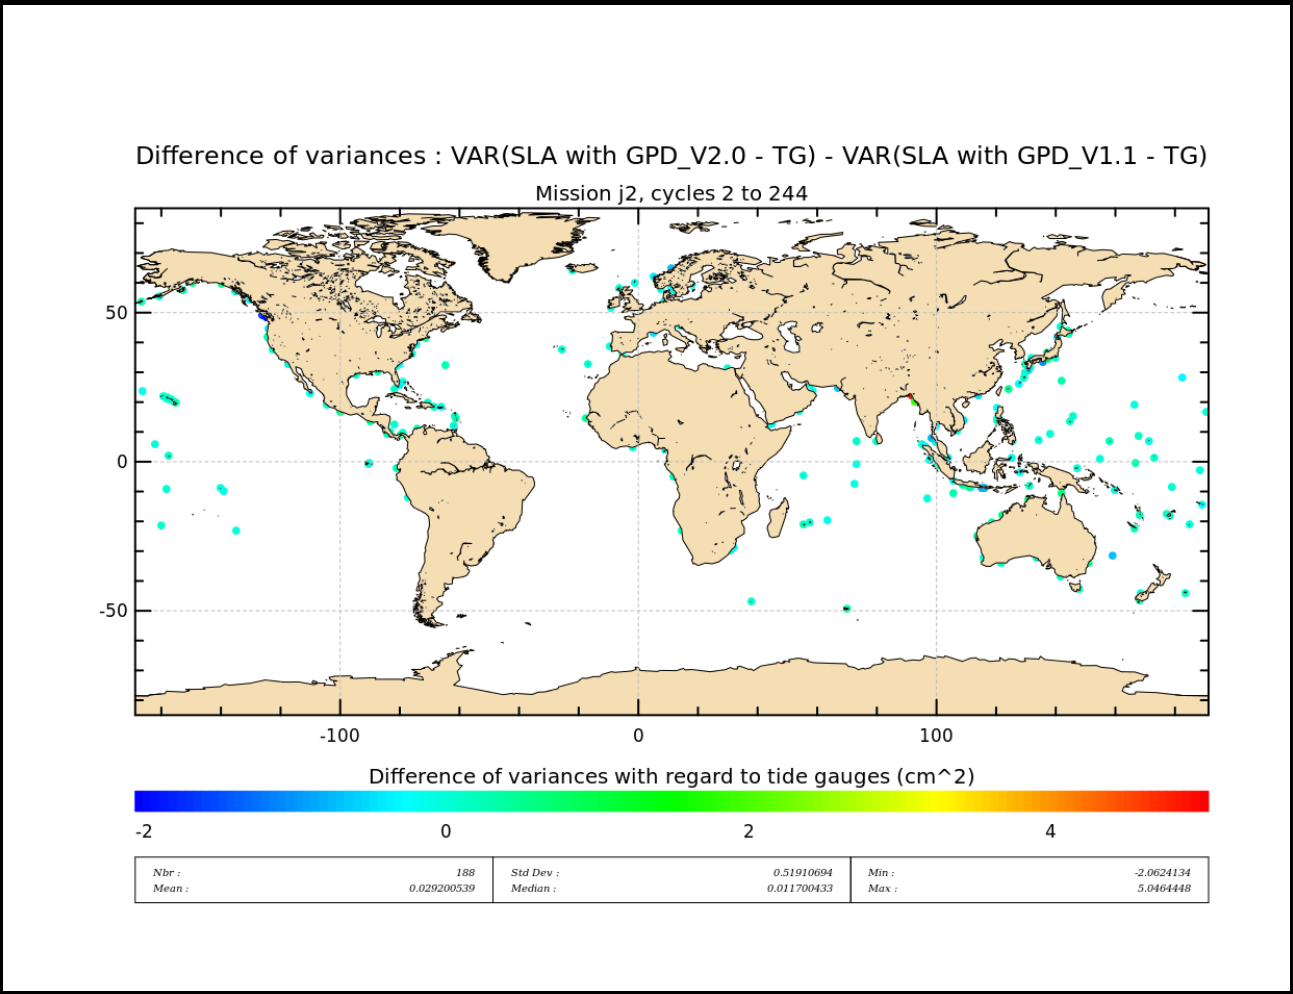 Difference of variances : VAR(SLA with GPD_V2.0 - TG) - VAR(SLA with GPD_V1.1 - TG)
Mission j2, cycles 2 to 244
50
0
-50
-100 0 100
Difference of variances with regard to tide gauges (cm^2)
-2 0 2 4
Nbr : 188 Std Dev : 0.51910694 Min : -2.0624134
Mean : 0.029200539 Median : 0.011700433 Max : 5.0464448